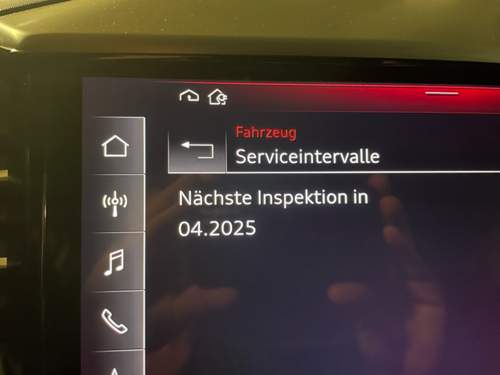 Fahrzeug
Serviceintervalle
Nächste Inspektion in
04.2025